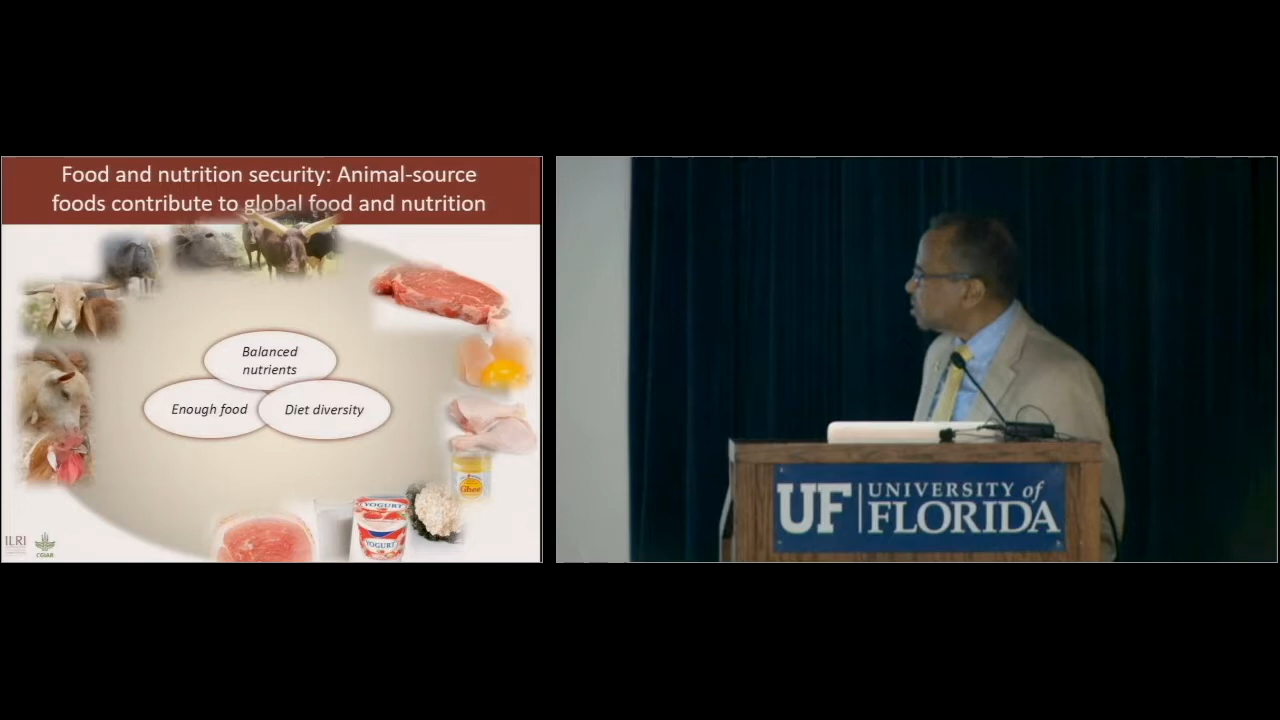 Food and nutrition security: Animal-source
foods contribute to global food and nutrition
Balanced
nutrients
Enough food
Diet diversity
Ghee
YOGURT
YOGURT
ILRI
CGIAR
UF
UNIVERSITY of
FLORIDA